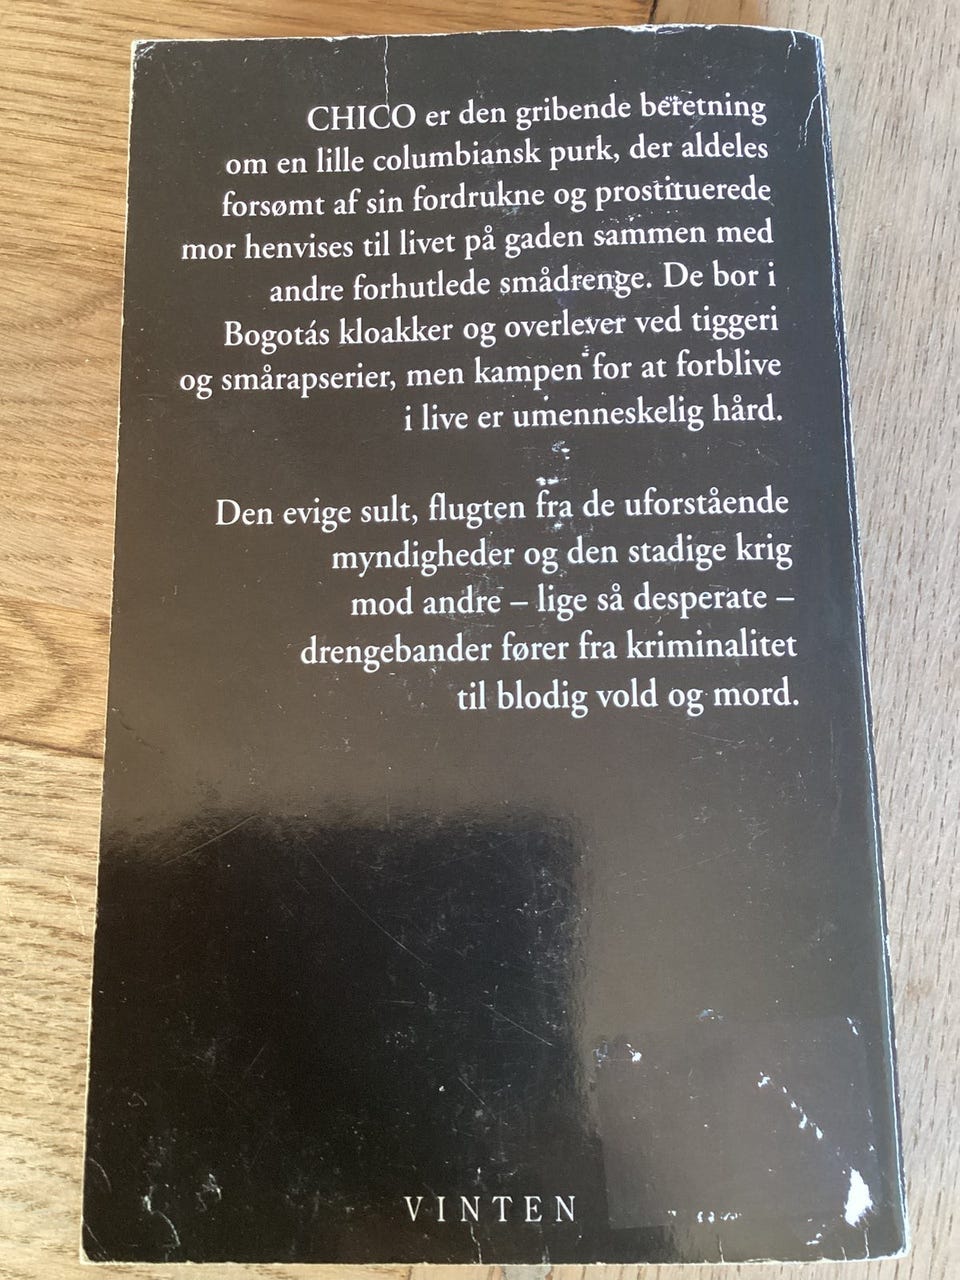 CHICO er den gribende beretning
om en lille columbiansk purk, der aldeles
forsømt af sin fordrukne og prostituerede
mor henvises til livet på gaden sammen med
andre forhutlede smådrenge. De bor i
Bogotás kloakker og overlever ved tiggeri
og smårapserier, men kampen for at forblive
i live er umenneskelig hård.
Den evige sult, flugten fra de uforstående
myndigheder og den stadige krig
mod andre – lige så desperate –
drengebander fører fra kriminalitet
til blodig vold og mord.
VINTEN